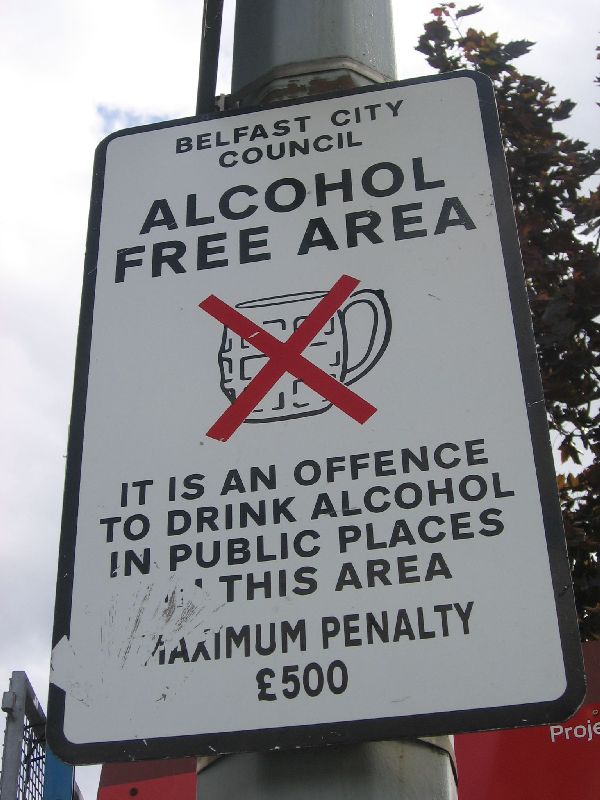 BELFAST CITY
COUNCIL
ALCOHOL
FREE AREA
IT IS AN OFFENCE
TO DRINK ALCOHOL
IN PUBLIC PLACES
THIS AREA
MAXIMUM PENALTY
£500